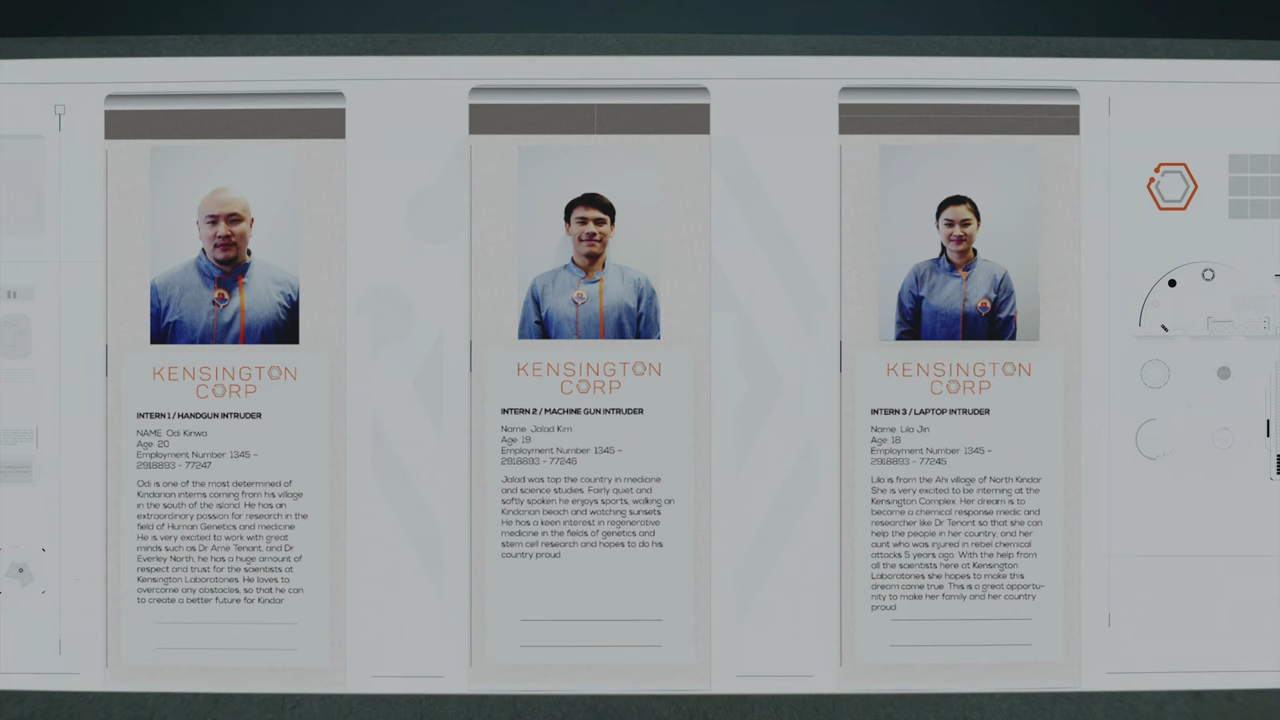 KENSINGTON
CORP
INTERN 1 / HANDGUN INTRUDER
NAME: Odi Kinwa
Age: 20
Employment Number: 1345 –
2918893 - 77247
Odi is one of the most determined of
Kindarian interns coming from his village
in the south of the island. He has an
extraordinary passion for research in the
field of Human Genetics and medicine
He is very excited to work with great
minds such as Dr Arne Tenant, and Dr
Everley North, he has a huge amount of
respect and trust for the scientists at
Kensington Laboratories. He loves to
overcome any obstacles, so that he can
to create a better future for Kindar
KENSINGTON
CORP
INTERN 2 / MACHINE GUN INTRUDER
Name: Jalad Kim
Age: 19
Employment Number: 1345 –
2918893 - 77246
Jalad was top the country in medicine
and science studies. Fairly quiet and
softly spoken he enjoys sports, walking on
Kindarian beach and watching sunsets
He has a keen interest in regenerative
medicine in the fields of genetics and
stem cell research and hopes to do his
country proud
KENSINGTON
CORP
INTERN 3 / LAPTOP INTRUDER
Name: Lila Jin
Age: 18
Employment Number: 1345 –
2918893 - 77245
Lila is from the Ahi village of North Kindar
She is very excited to be interning at the
Kensington Complex. Her dream is to
become a chemical response medic and
researcher like Dr Tenant so that she can
help the people in her country, and her
aunt who was injured in rebel chemical
attacks 5 years ago. With the help from
all the scientists here at Kensington
Laboratories she hopes to make this
dream come true. This is a great opportu-
nity to make her family and her country
proud.